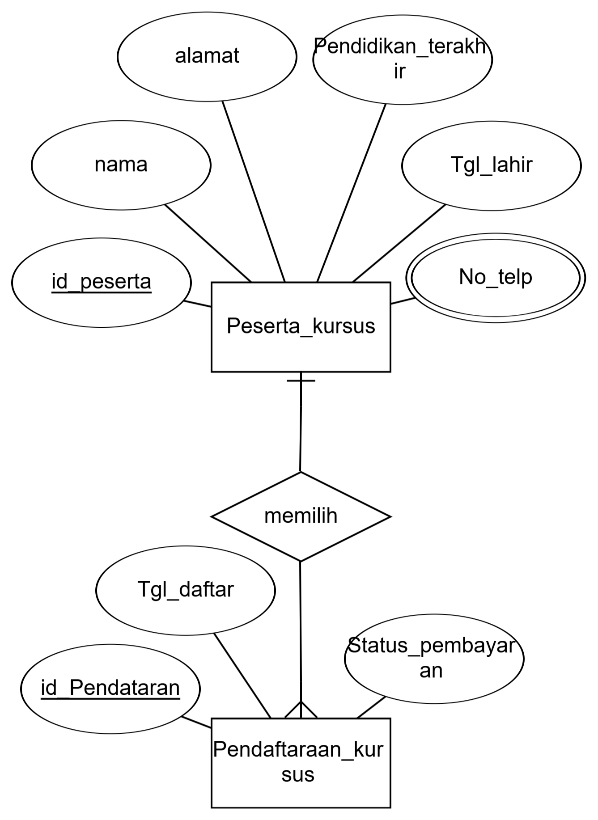 alamat
Pendidikan_terakh
ir
nama
Tgl_lahir
id_peserta
No_telp
Peserta_kursus
memilih
Tgl_daftar
Status_pembayar
an
id_Pendataran
Pendaftaraan_kur
sus